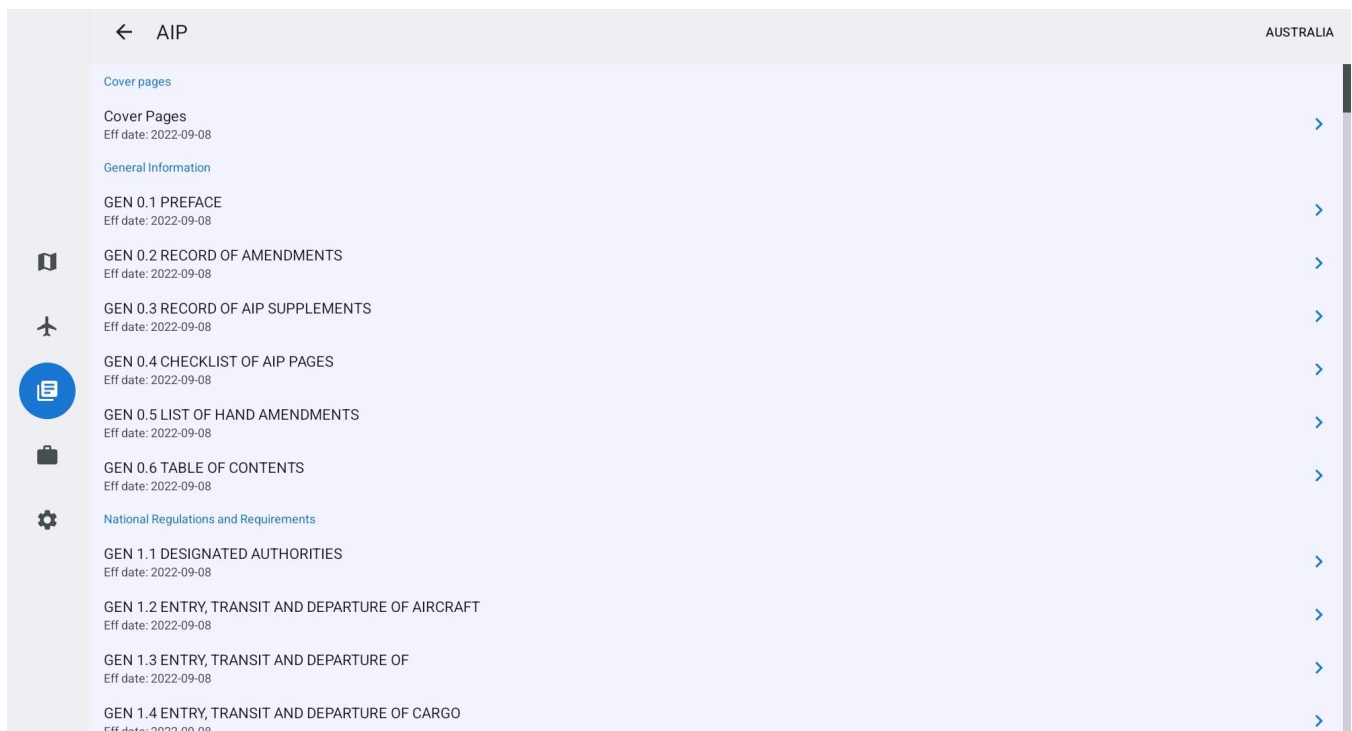 AIP
AUSTRALIA
Cover pages
Cover Pages
Eff date: 2022-09-08
General Information
GEN 0.1 PREFACE
Eff date: 2022-09-08
GEN 0.2 RECORD OF AMENDMENTS
Eff date: 2022-09-08
GEN 0.3 RECORD OF AIP SUPPLEMENTS
Eff date: 2022-09-08
GEN 0.4 CHECKLIST OF AIP PAGES
Eff date: 2022-09-08
GEN 0.5 LIST OF HAND AMENDMENTS
Eff date: 2022-09-08
GEN 0.6 TABLE OF CONTENTS
Eff date: 2022-09-08
National Regulations and Requirements
GEN 1.1 DESIGNATED AUTHORITIES
Eff date: 2022-09-08
GEN 1.2 ENTRY, TRANSIT AND DEPARTURE OF AIRCRAFT
Eff date: 2022-09-08
GEN 1.3 ENTRY, TRANSIT AND DEPARTURE OF
Eff date: 2022-09-08
GEN 1.4 ENTRY, TRANSIT AND DEPARTURE OF CARGO
Eff date: 2022-09-08